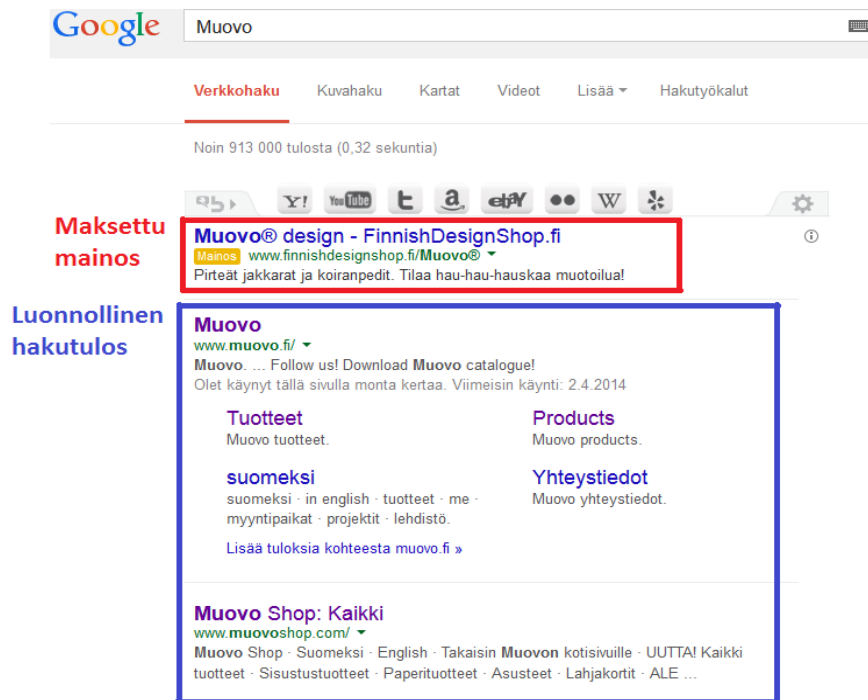 Google
Muovo
Verkkohaku Kuvahaku Kartat Videot Lisää Hakutyökalut
Noin 913 000 tulosta (0,32 sekuntia)
Y! You Tube t a ebay W
Maksettu
mainos
Muovo® design - FinnishDesignShop.fi
Mainos www.finnishdesignshop.fi/Muovo®
Pirteät jakkarat ja koiranpedit. Tilaa hau-hau-hauskaa muotoilua!
Luonnollinen
hakutulos
Muovo
www.muovo.fi/
Muovo. ... Follow us! Download Muovo catalogue!
Olet käynyt tällä sivulla monta kertaa. Viimeisin käynti: 2.4.2014
Tuotteet
Muovo tuotteet.
Products
Muovo products.
suomeksi
suomeksi · in english · tuotteet · me ·
myyntipaikat · projektit · lehdistö.
Yhteystiedot
Muovo yhteystiedot.
Lisää tuloksia kohteesta muovo.fi »
Muovo Shop: Kaikki
www.muovoshop.com/
Muovo Shop · Suomeksi · English · Takaisin Muovon kotisivuille · UUTTA! Kaikki
tuotteet · Sisustustuotteet · Paperituotteet · Asusteet · Lahjakortit · ALE ...